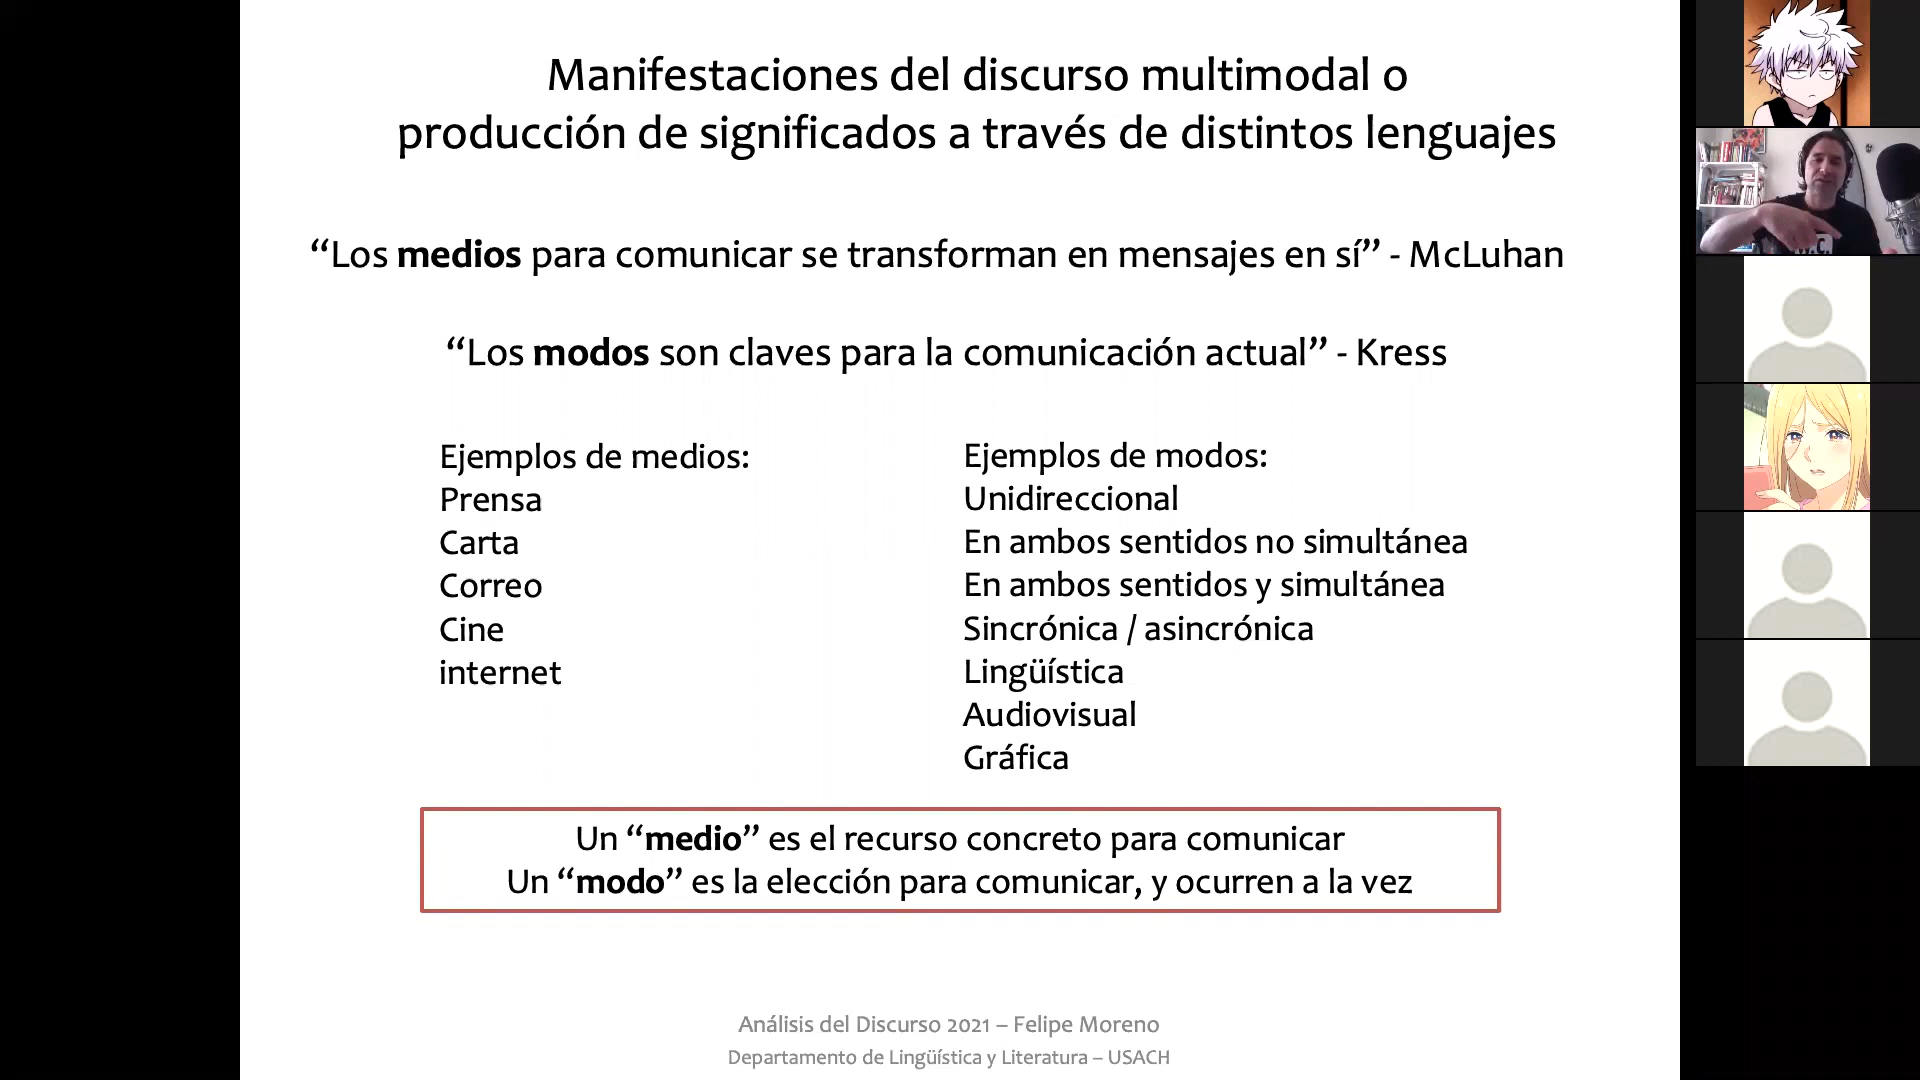 Manifestaciones del discurso multimodal o
producción de significados a través de distintos lenguajes
“Los medios para comunicar se transforman en mensajes en sí” - McLuhan
“Los modos son claves para la comunicación actual” - Kress
Ejemplos de medios:
Prensa
Carta
Correo
Cine
internet
Ejemplos de modos:
Unidireccional
En ambos sentidos no simultánea
En ambos sentidos y simultánea
Sincrónica / asincrónica
Lingüística
Audiovisual
Gráfica
Un “medio” es el recurso concreto para comunicar
Un “modo” es la elección para comunicar, y ocurren a la vez
Análisis del Discurso 2021 – Felipe Moreno
Departamento de Lingüística y Literatura – USACH